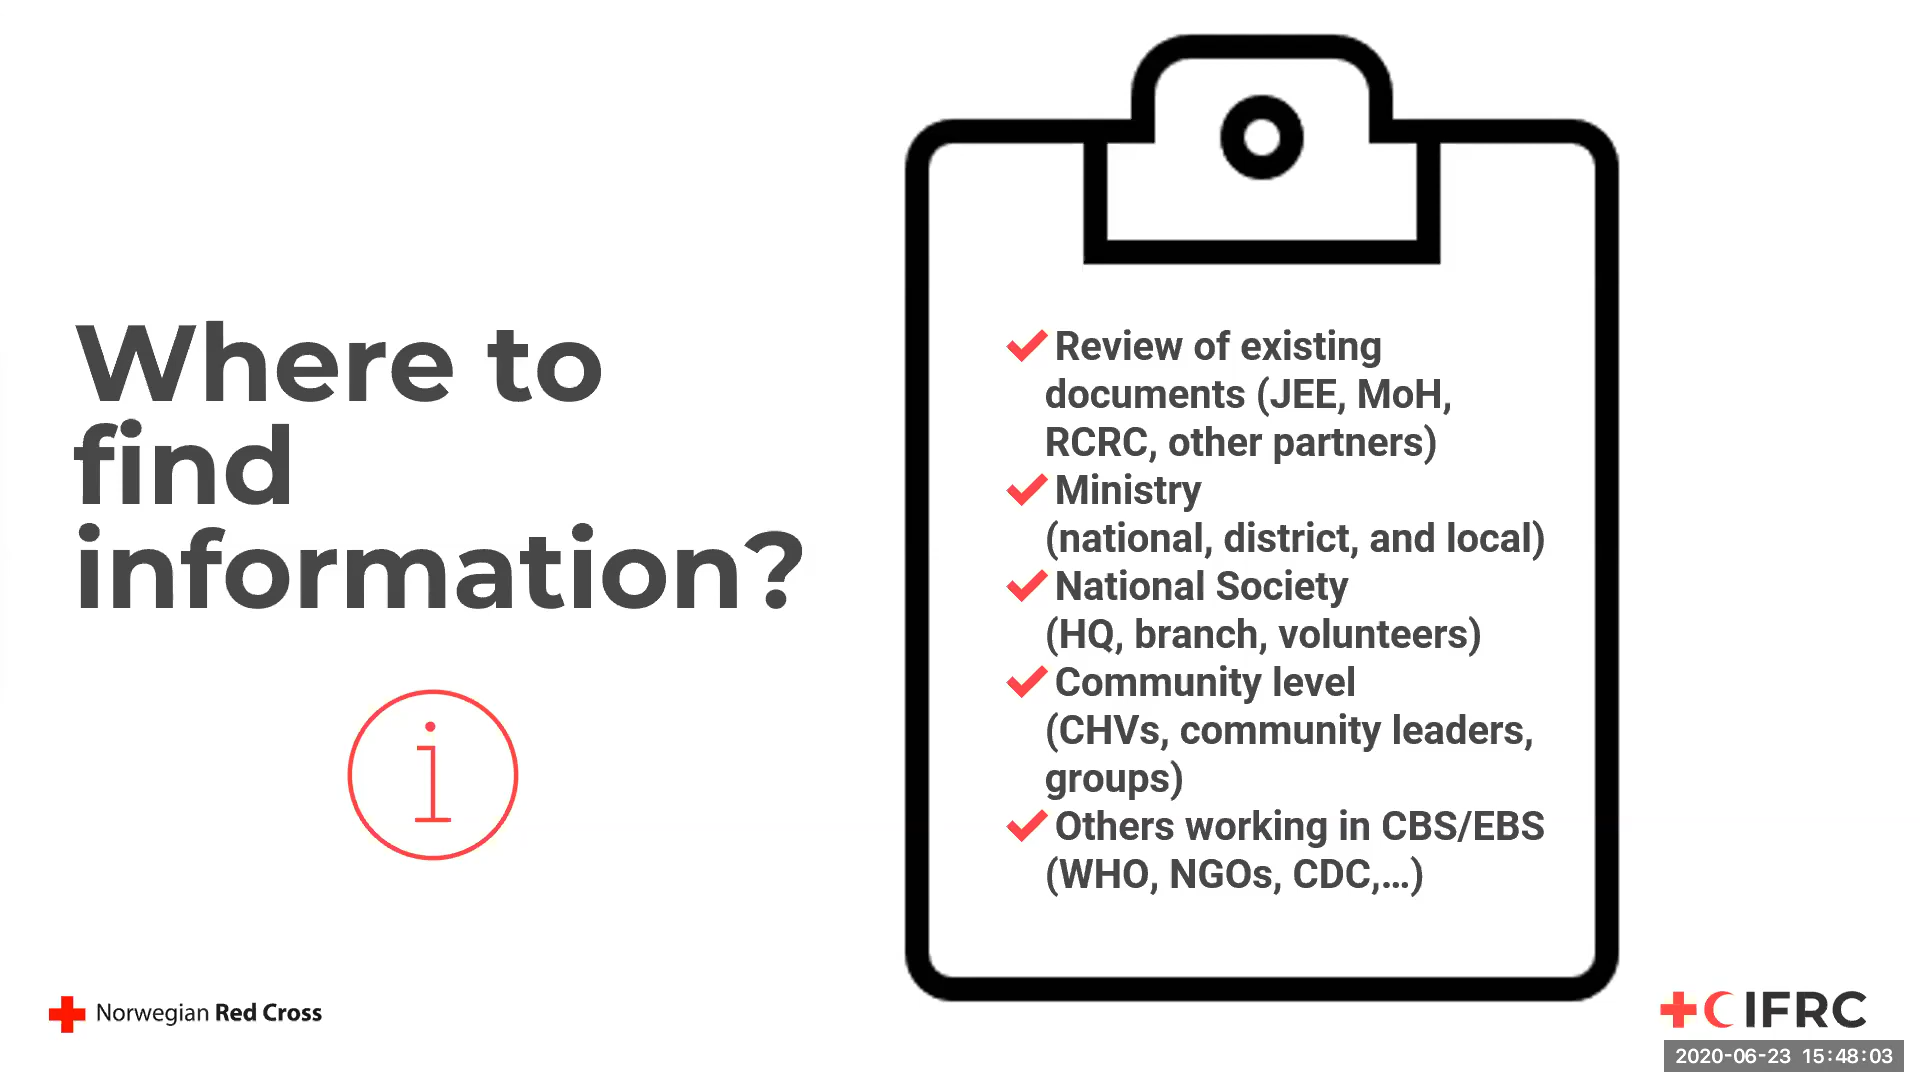 Where to
find
information?
Review of existing
documents (JEE, MoH,
RCRC, other partners)
Ministry
(national, district, and local)
National Society
(HQ, branch, volunteers)
Community level
(CHVs, community leaders,
groups)
Others working in CBS/EBS
(WHO, NGOs, CDC,...)
Norwegian Red Cross
IFRC
2020-06-23 15:48:03